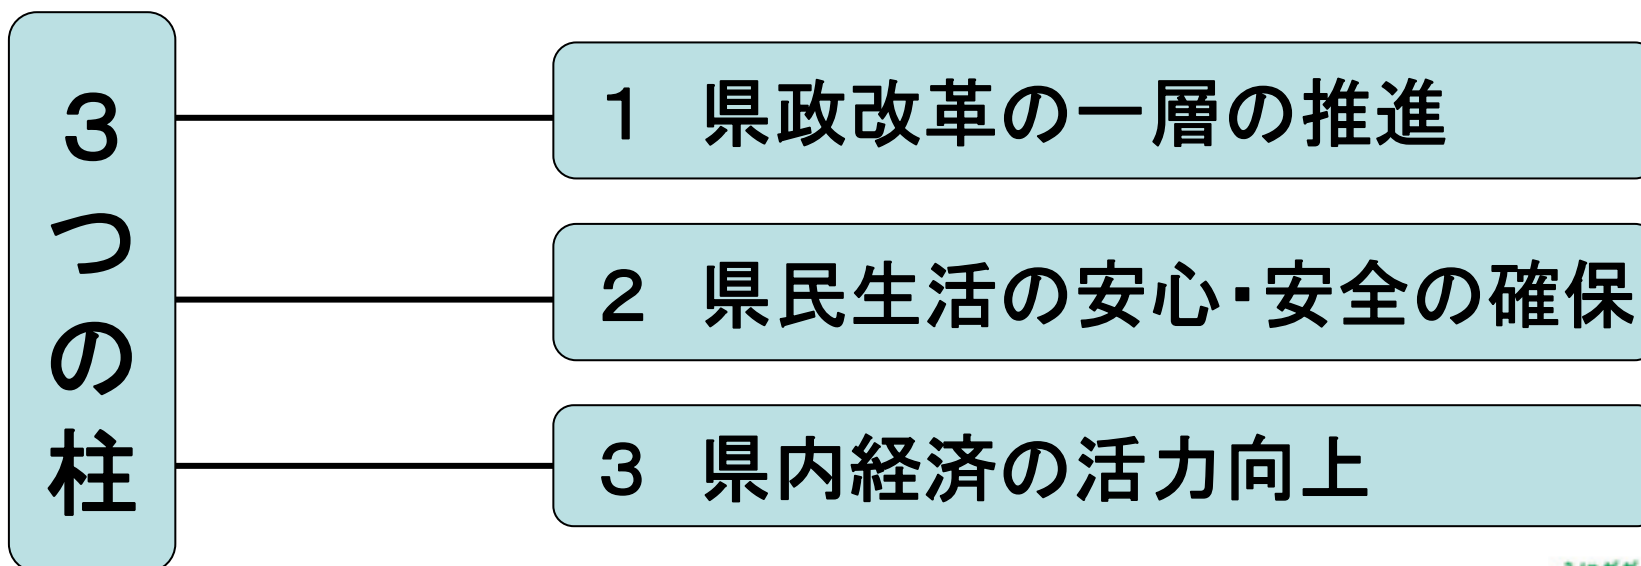 3つの柱
1　県政改革の一層の推進
2　県民生活の安心・安全の確保
3　県内経済の活力向上